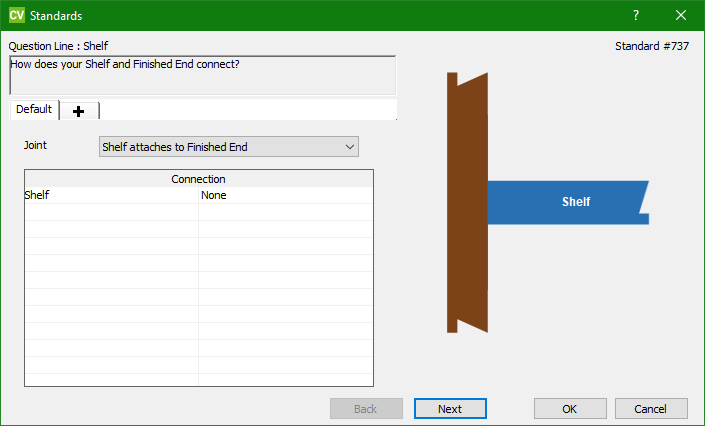 CV Standards ?
Question Line : Shelf Standard #737
How does your Shelf and Finished End connect?
Default
Joint Shelf attaches to Finished End
Connection
Shelf None
Shelf
Back Next OK Cancel